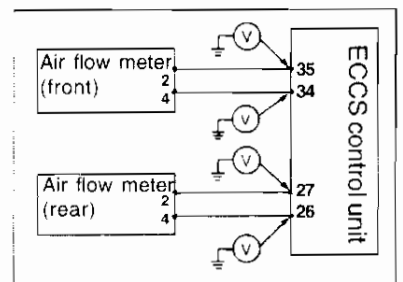 V
Air flow meter
(front)
2
4
35
34
V
V
Air flow meter
(rear)
2
4
27
26
V
ECCS control unit